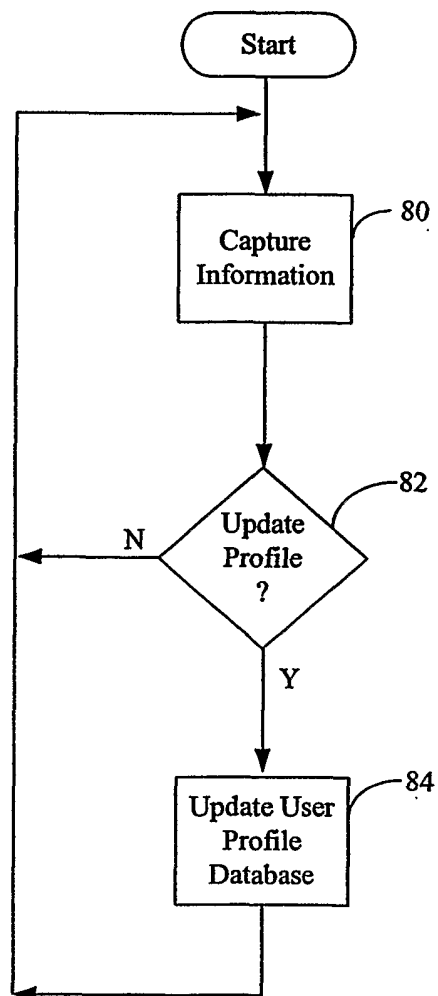 Start
80
Capture
Information
82
Update
Profile
?
N
Y
84
Update User
Profile
Database